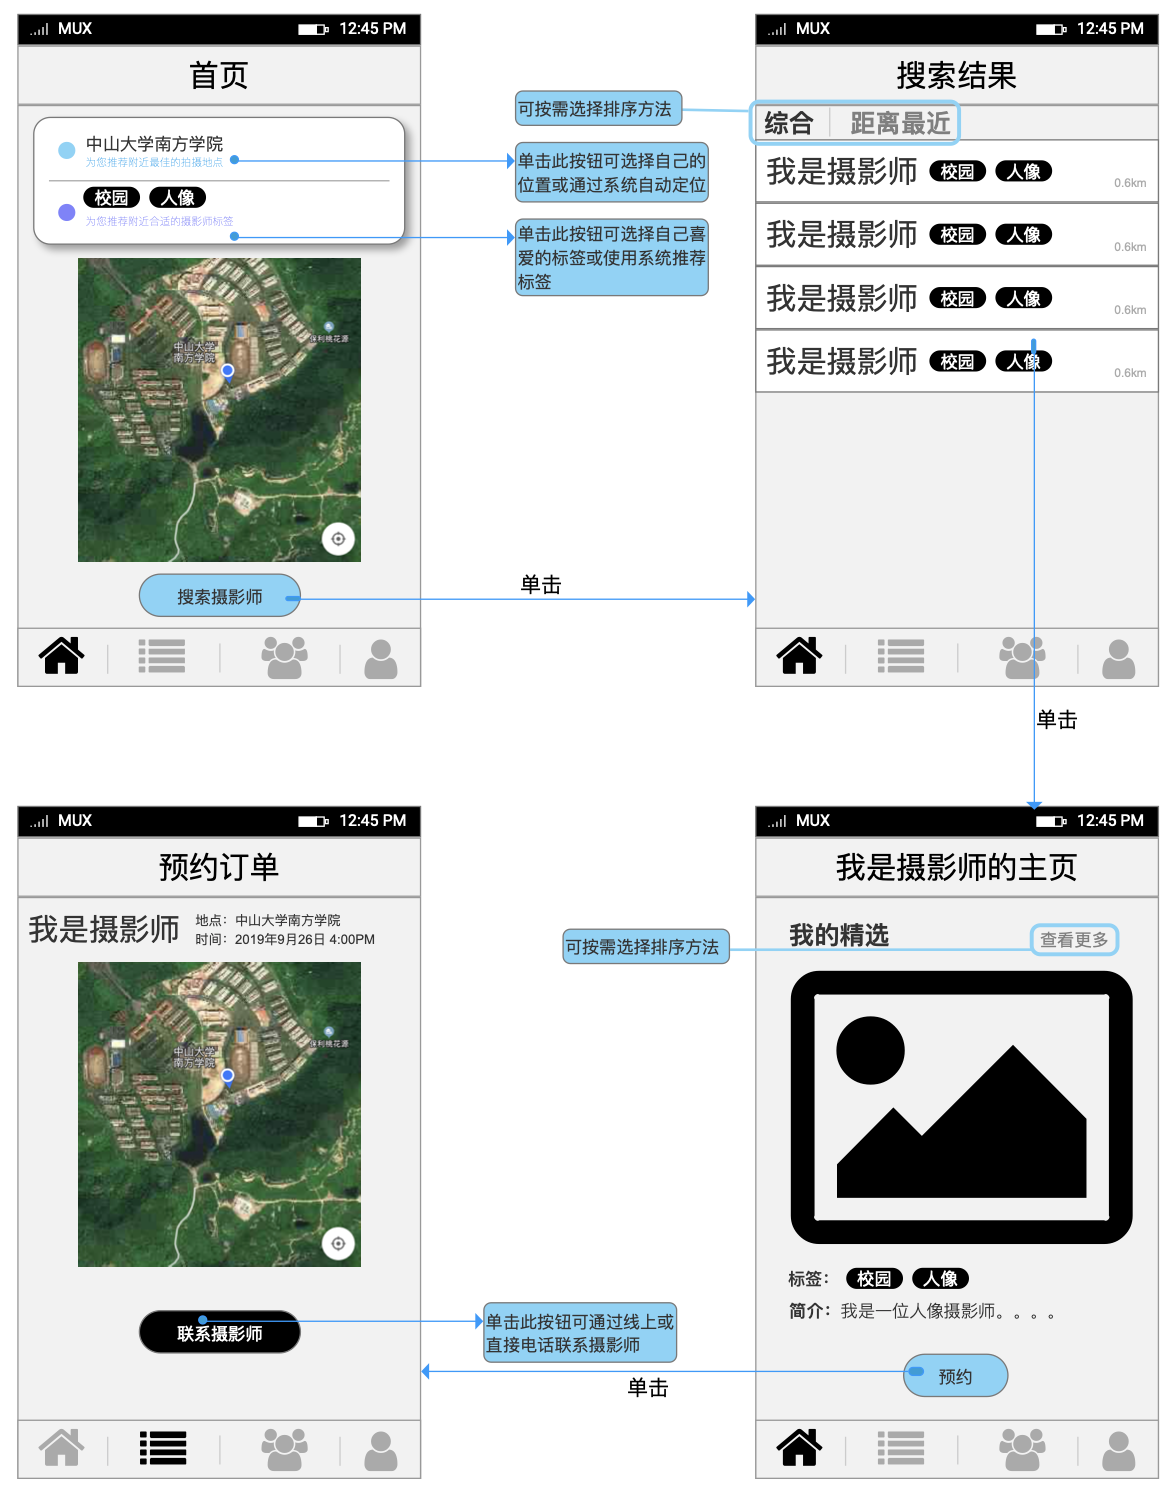 MUX 12:45 PM
首页
中山大学南方学院
为您推荐附近最佳的拍摄地点
校园 人像
为您推荐附近合适的摄影师标签
中山大学
南方学院
保利桃花源
搜索摄影师
可按需选择排序方法
单击此按钮可选择自己的
位置或通过系统自动定位
单击此按钮可选择自己喜
爱的标签或使用系统推荐
标签
单击
MUX 12:45 PM
搜索结果
综合 距离最近
我是摄影师 校园 人像 0.6km
我是摄影师 校园 人像 0.6km
我是摄影师 校园 人像 0.6km
我是摄影师 校园 人像 0.6km
单击
MUX 12:45 PM
我是摄影师的主页
我的精选 查看更多
可按需选择排序方法
标签： 校园 人像
简介：我是一位人像摄影师。。。。
预约
单击
MUX 12:45 PM
预约订单
我是摄影师
地点：中山大学南方学院
时间：2019年9月26日 4:00PM
中山大学
南方学院
保利桃花源
联系摄影师
单击此按钮可通过线上或
直接电话联系摄影师